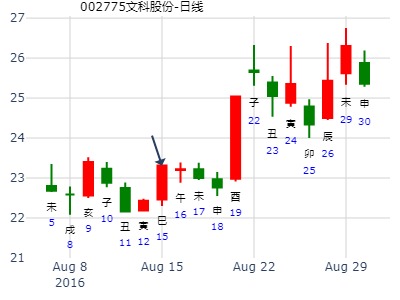 002775文科股份-日线
27
26
25
24
23
22
21
未
5
戌
8
亥
9
子
10
丑
11
寅
12
巳
15
午
16
未
17
申
18
酉
19
子
22
丑
23
寅
24
卯
25
辰
26
未
29
申
30
Aug 8
2016
Aug 15
Aug 22
Aug 29